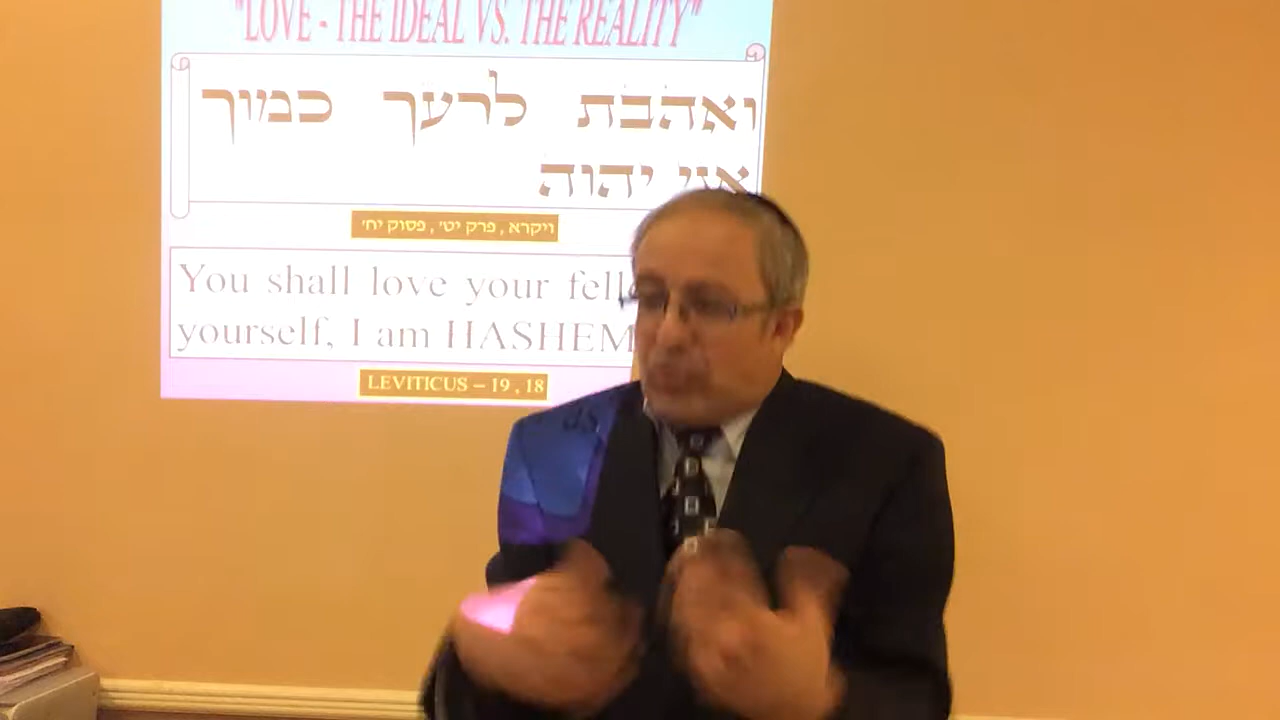 "LOVE - THE IDEAL VS. THE REALITY"
ואהבת לרעך כמוך
אני יהוה
ויקרא , פרק יט׳ , פסוק יח׳
You shall love your
yourself, I am HASHEM
LEVITICUS – 19 , 18